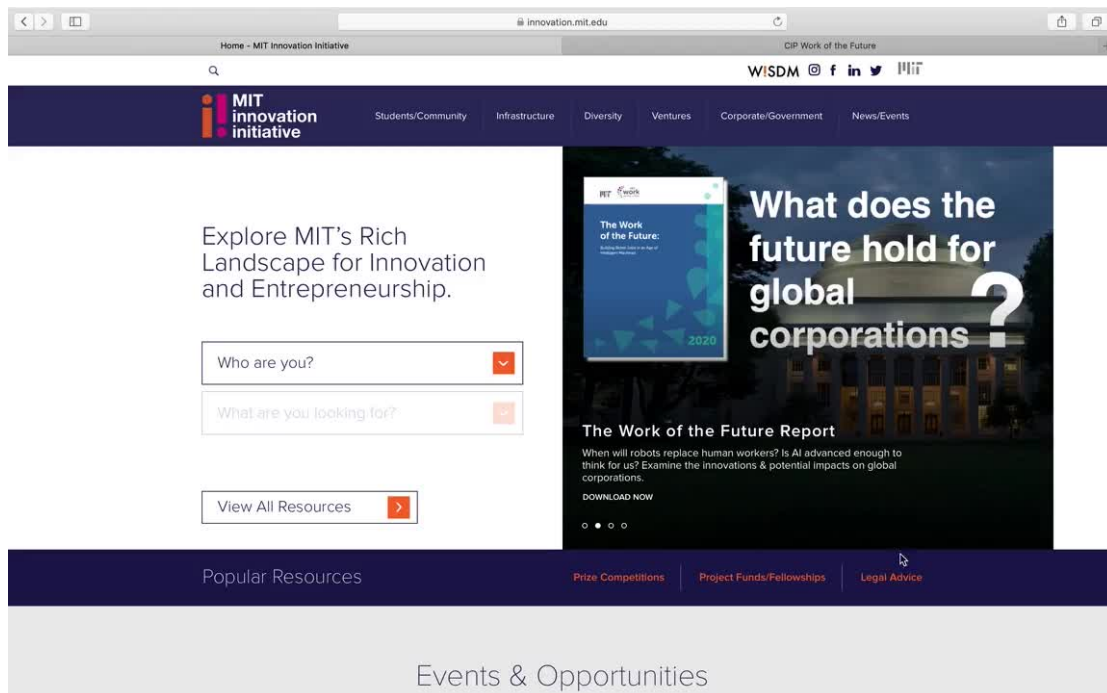 innovation.mit.edu
Home - MIT Innovation Initiative
CIP Work of the Future
W!SDM
MIT
MIT
innovation
initiative
Students/Community
Infrastructure
Diversity
Ventures
Corporate/Government
News/Events
Explore MIT's Rich
Landscape for Innovation
and Entrepreneurship.
Who are you?
What are you looking for?
View All Resources
MIT work
The Work
of the Future:
2020
What does the
future hold for
global
corporations?
The Work of the Future Report
When will robots replace human workers? Is AI advanced enough to
think for us? Examine the innovations & potential impacts on global
corporations.
DOWNLOAD NOW
Popular Resources
Prize Competitions
Project Funds/Fellowships
Legal Advice
Events & Opportunities